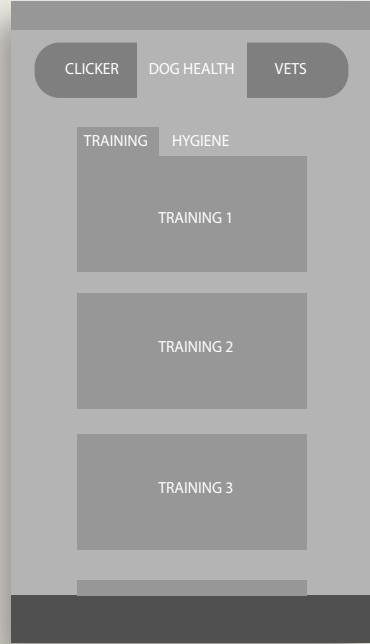 CLICKER DOG HEALTH VETS
TRAINING HYGIENE
TRAINING 1
TRAINING 2
TRAINING 3